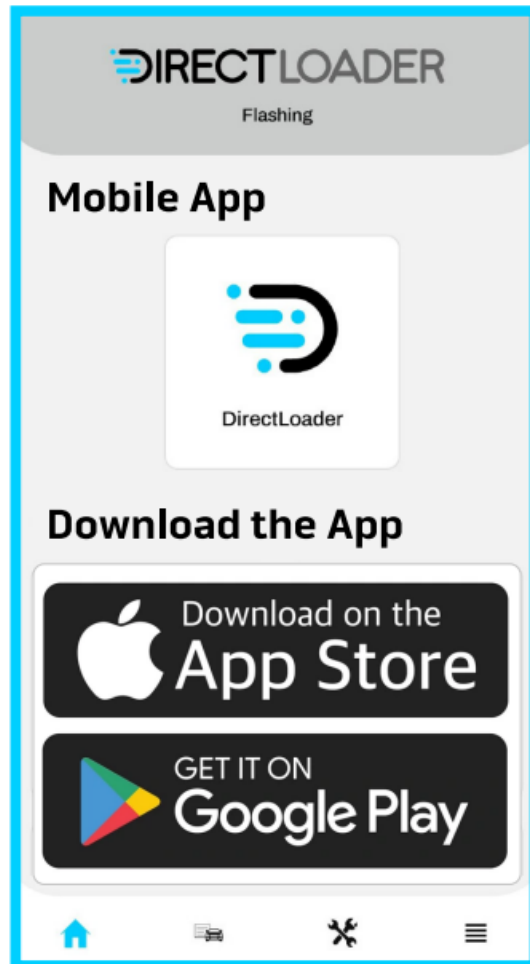 DIRECTLOADER
Flashing
Mobile App
DirectLoader
Download the App
Download on the
App Store
GET IT ON
Google Play